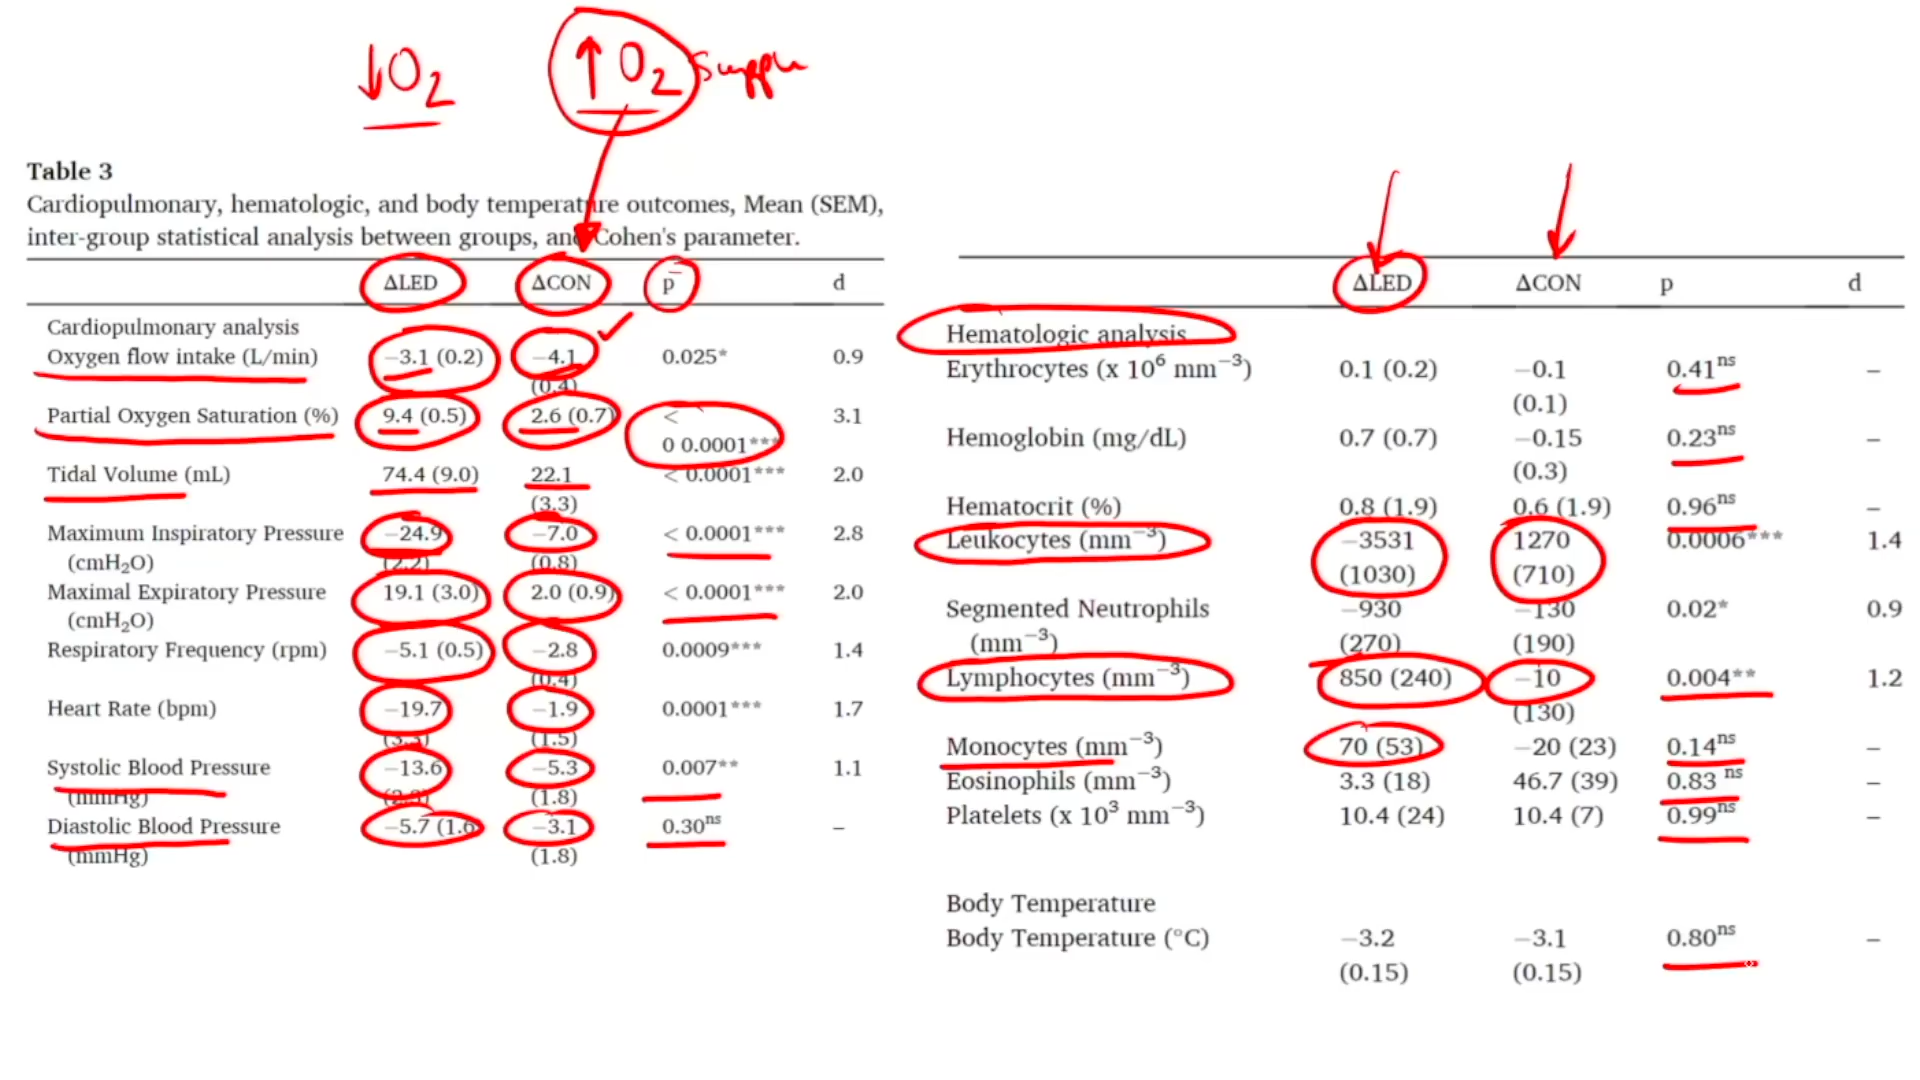 ↓O2 ↑O2
Table 3
Cardiopulmonary, hematologic, and body temperature outcomes, Mean (SEM),
inter-group statistical analysis between groups, and Cohen's parameter.
ΔLED ΔCON p d
Cardiopulmonary analysis
Oxygen flow intake (L/min) −3.1 (0.2) −4.1 0.025* 0.9
(0.4)
Partial Oxygen Saturation (%) 9.4 (0.5) 2.6 (0.7) < 3.1
0 0.0001***
Tidal Volume (mL) 74.4 (9.0) 22.1 < 0.0001*** 2.0
(3.3)
Maximum Inspiratory Pressure −24.9 −7.0 < 0.0001*** 2.8
(cmH₂O) (2.2) (0.8)
Maximal Expiratory Pressure 19.1 (3.0) 2.0 (0.9) < 0.0001*** 2.0
(cmH₂O)
Respiratory Frequency (rpm) −5.1 (0.5) −2.8 0.0009*** 1.4
(0.4)
Heart Rate (bpm) −19.7 −1.9 0.0001*** 1.7
(3.3) (1.5)
Systolic Blood Pressure −13.6 −5.3 0.007** 1.1
(mmHg) (1.8)
Diastolic Blood Pressure −5.7 (1.6) −3.1 0.30ns –
(mmHg) (1.8)
ΔLED ΔCON p d
Hematologic analysis
Erythrocytes (x 10⁶ mm⁻³) 0.1 (0.2) −0.1 0.41ns –
(0.1)
Hemoglobin (mg/dL) 0.7 (0.7) −0.15 0.23ns –
(0.3)
Hematocrit (%) 0.8 (1.9) 0.6 (1.9) 0.96ns –
Leukocytes (mm⁻³) −3531 1270 0.0006*** 1.4
(1030) (710)
Segmented Neutrophils −930 −130 0.02* 0.9
(mm⁻³) (270) (190)
Lymphocytes (mm⁻³) 850 (240) −10 0.004** 1.2
(130)
Monocytes (mm⁻³) 70 (53) −20 (23) 0.14ns –
Eosinophils (mm⁻³) 3.3 (18) 46.7 (39) 0.83 ns –
Platelets (x 10³ mm⁻³) 10.4 (24) 10.4 (7) 0.99ns –
Body Temperature
Body Temperature (°C) −3.2 −3.1 0.80ns –
(0.15) (0.15)